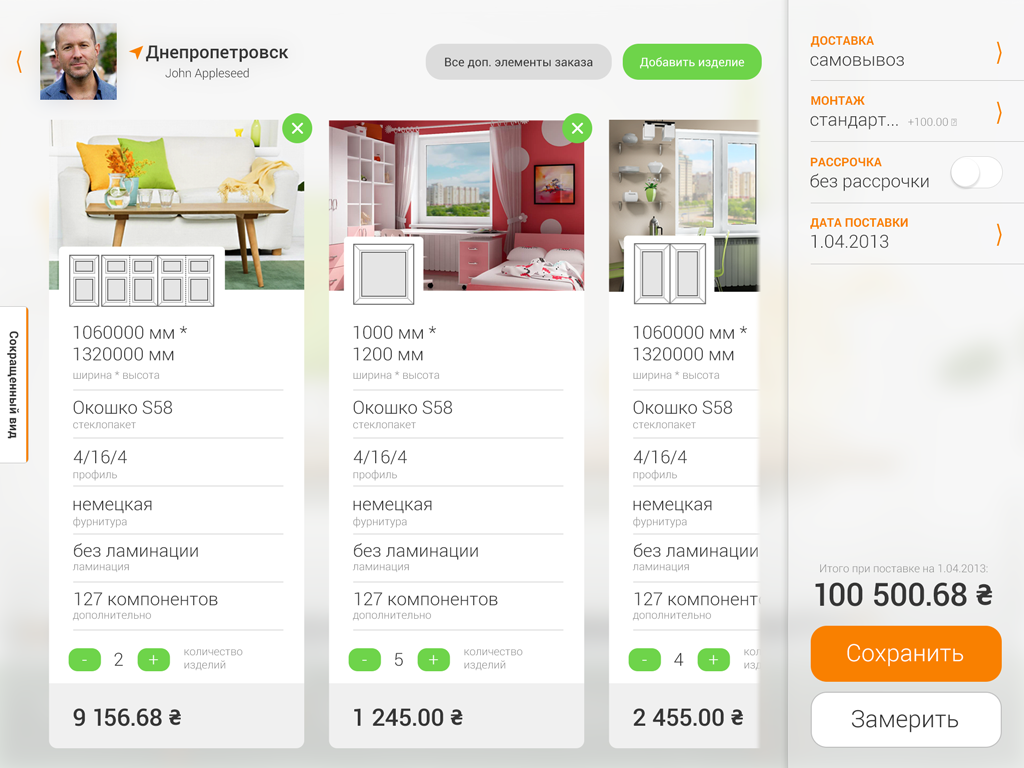 Днепропетровск
John Appleseed
Все доп. элементы заказа
Добавить изделие
Сокращенный вид
1060000 мм *
1320000 мм
ширина * высота
Окошко S58
стеклопакет
4/16/4
профиль
немецкая
фурнитура
без ламинации
ламинация
127 компонентов
дополнительно
- 2 +
количество
изделий
9 156.68 ₴
1000 мм *
1200 мм
ширина * высота
Окошко S58
стеклопакет
4/16/4
профиль
немецкая
фурнитура
без ламинации
ламинация
127 компонентов
дополнительно
- 5 +
количество
изделий
1 245.00 ₴
1060000 мм *
1320000 мм
ширина * высота
Окошко S58
стеклопакет
4/16/4
профиль
немецкая
фурнитура
без ламинации
ламинация
127 компонент
дополнительно
- 4 +
кол
изд
2 455.00 ₴
ДОСТАВКА
самовывоз
МОНТАЖ
стандарт... +100.00
РАССРОЧКА
без рассрочки
ДАТА ПОСТАВКИ
1.04.2013
Итого при поставке на 1.04.2013:
100 500.68 ₴
Сохранить
Замерить